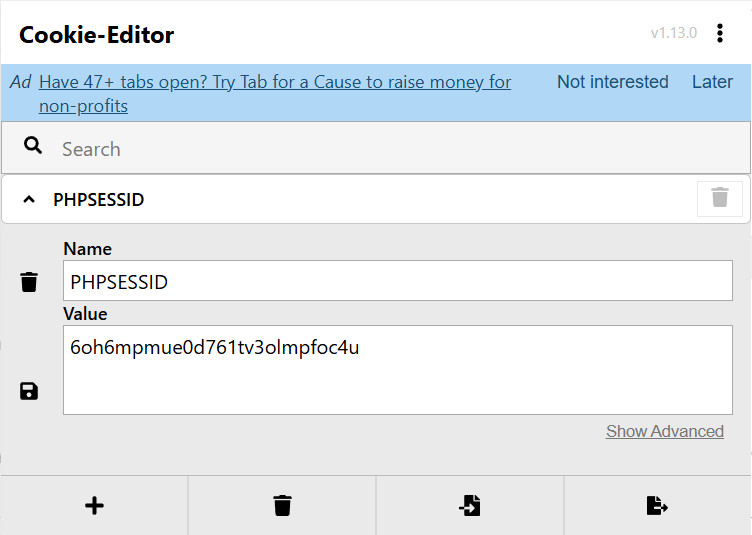 Cookie-Editor
v1.13.0
Ad Have 47+ tabs open? Try Tab for a Cause to raise money for
non-profits
Not interested
Later
Search
PHPSESSID
Name
PHPSESSID
Value
6oh6mpmue0d761tv3olmpfoc4u
Show Advanced